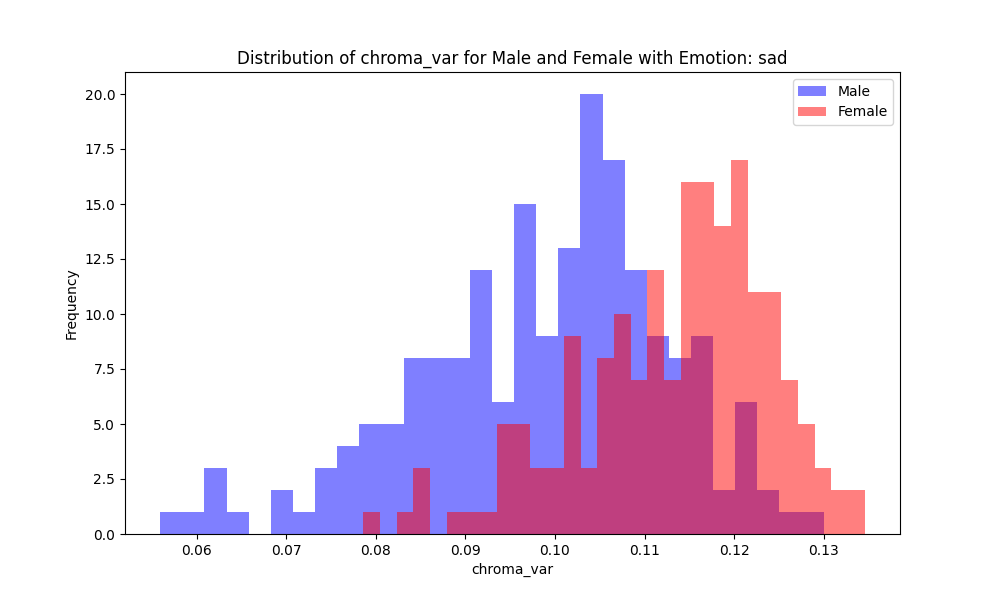 Distribution of chroma_var for Male and Female with Emotion: sad
Male
Female
Frequency
20.0
17.5
15.0
12.5
10.0
7.5
5.0
2.5
0.0
0.06 0.07 0.08 0.09 0.10 0.11 0.12 0.13
chroma_var